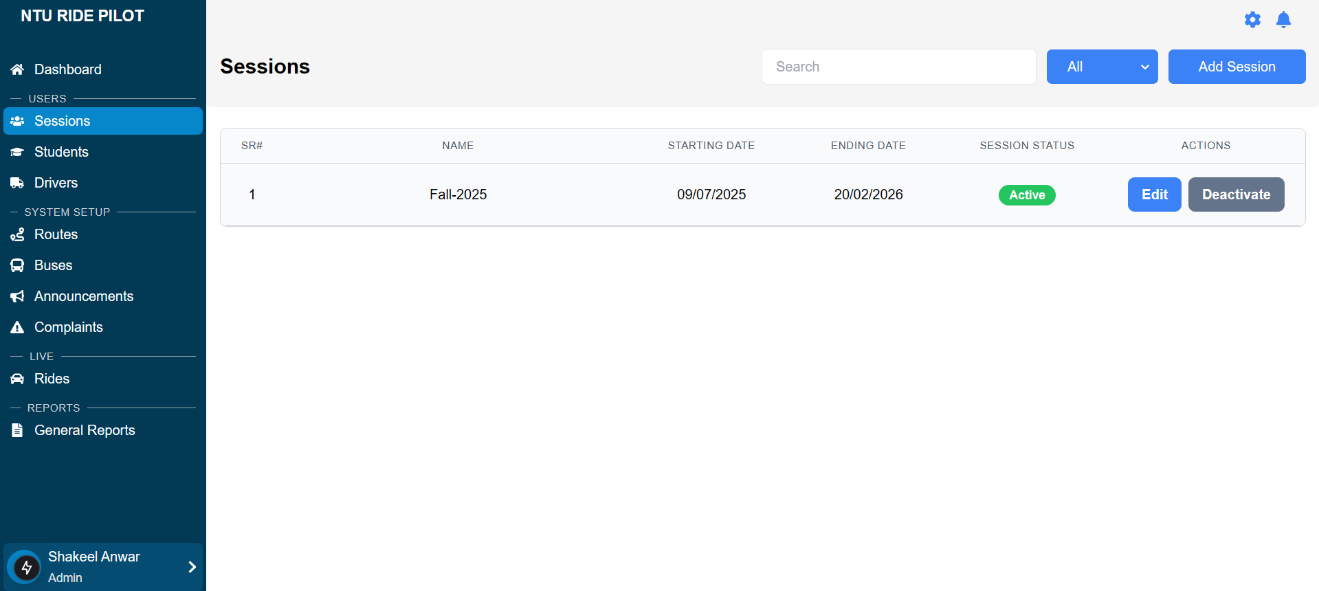 NTU RIDE PILOT
Dashboard
USERS
Sessions
Students
Drivers
SYSTEM SETUP
Routes
Buses
Announcements
Complaints
LIVE
Rides
REPORTS
General Reports
Shakeel Anwar
Admin
Sessions
Search
All
Add Session
SR# NAME STARTING DATE ENDING DATE SESSION STATUS ACTIONS
1 Fall-2025 09/07/2025 20/02/2026 Active Edit Deactivate